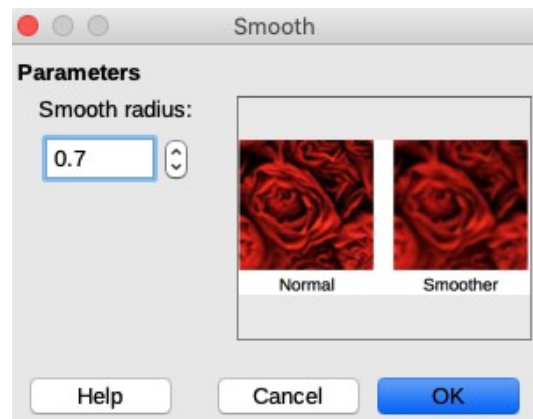 Smooth
Parameters
Smooth radius:
0.7
Normal Smoother
Help Cancel OK